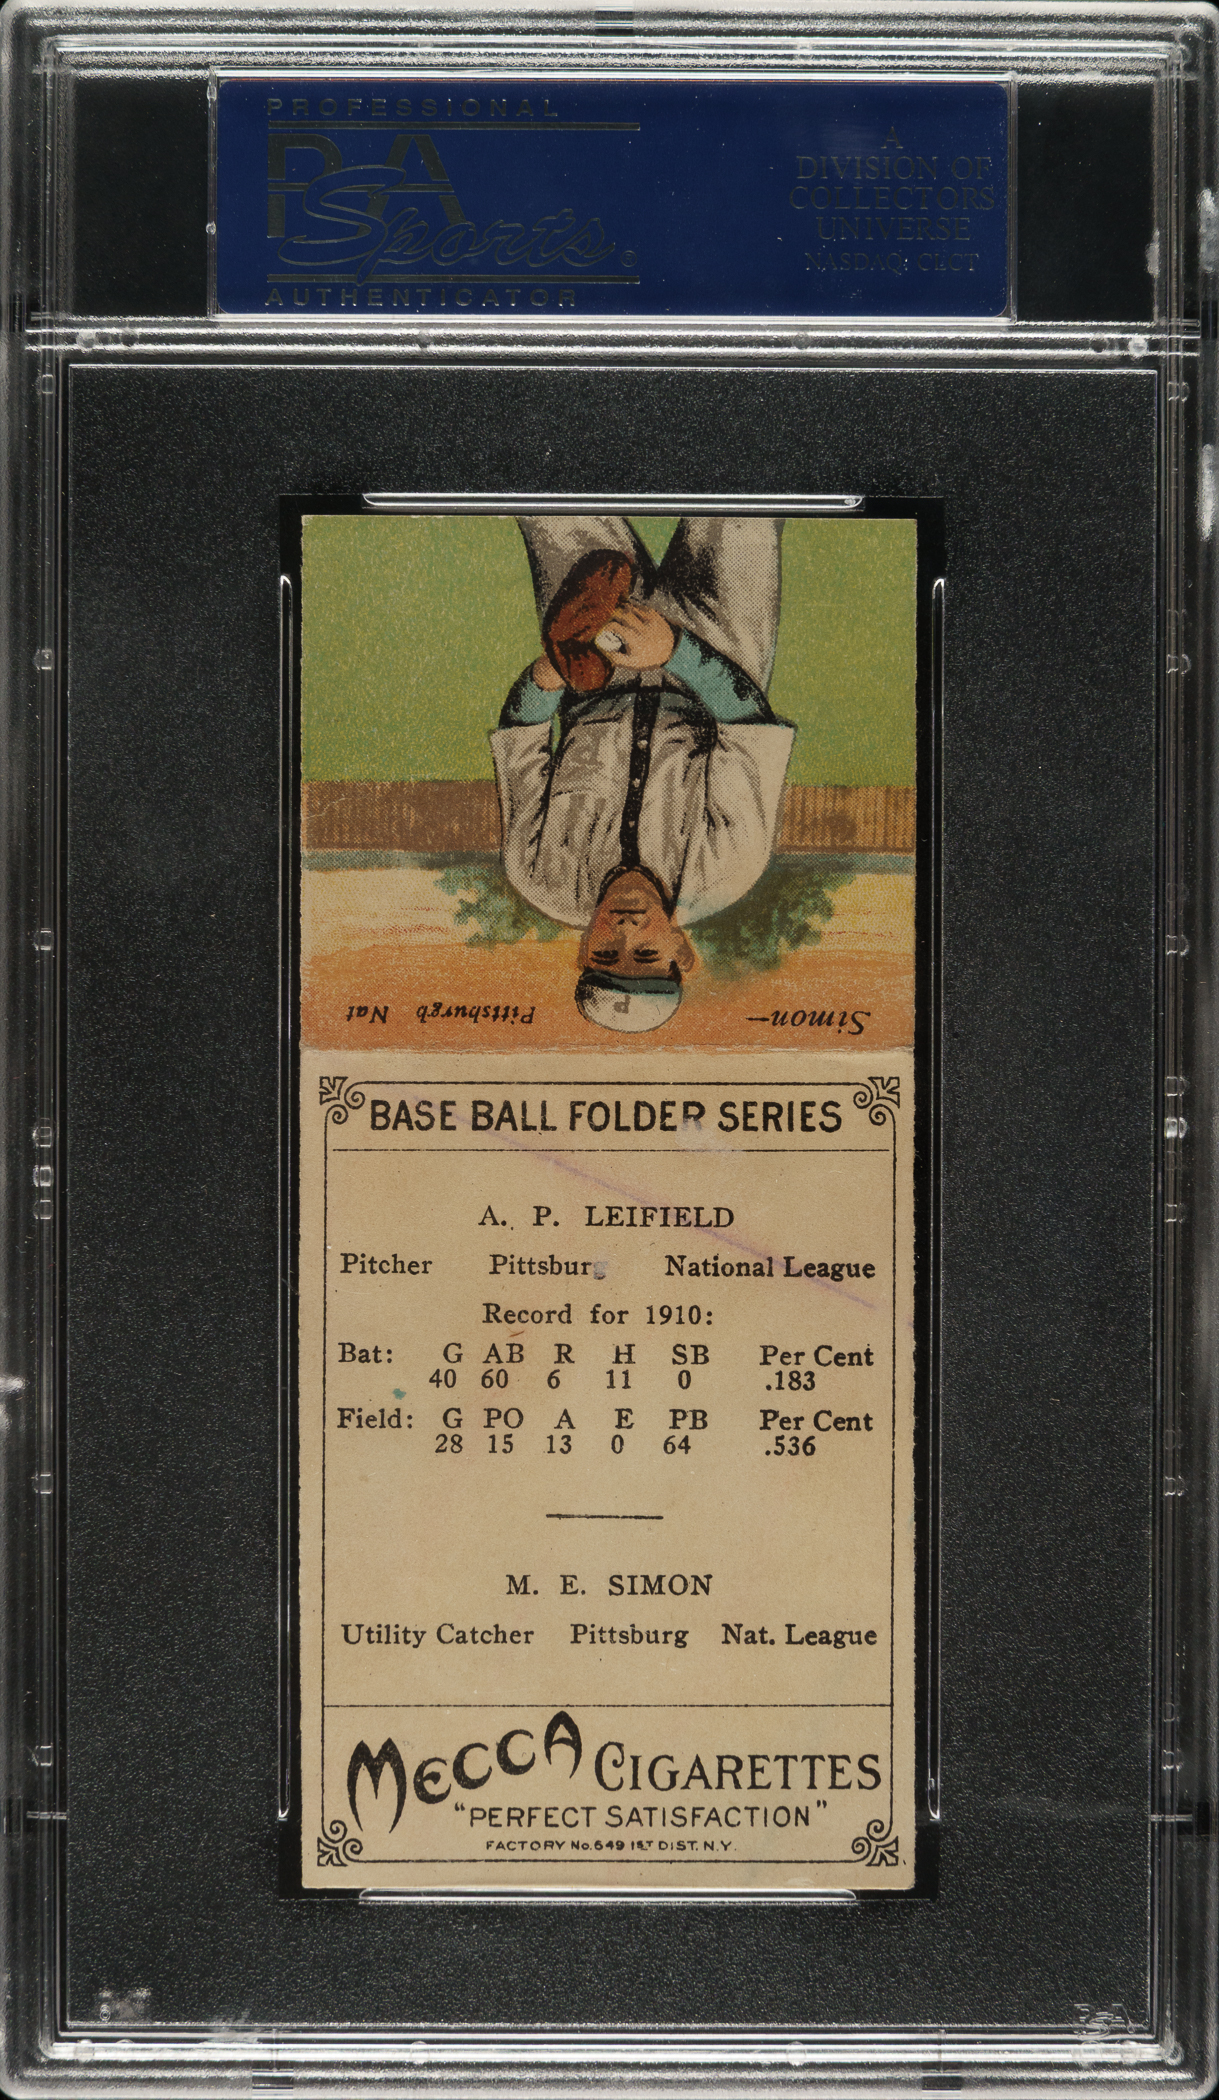 PROFESSIONAL
PSA
Sports®
AUTHENTICATOR
A
DIVISION OF
COLLECTORS
UNIVERSE
NASDAQ: CLCT
Simon— Pittsburgh Nat
BASE BALL FOLDER SERIES
A. P. LEIFIELD
Pitcher Pittsburg National League
Record for 1910:
Bat: G AB R H SB Per Cent
40 60 6 11 0 .183
Field: G PO A E PB Per Cent
28 15 13 0 64 .536
M. E. SIMON
Utility Catcher Pittsburg Nat. League
MECCA CIGARETTES
"PERFECT SATISFACTION"
FACTORY No. 649 1ST DIST. N.Y.
PSA